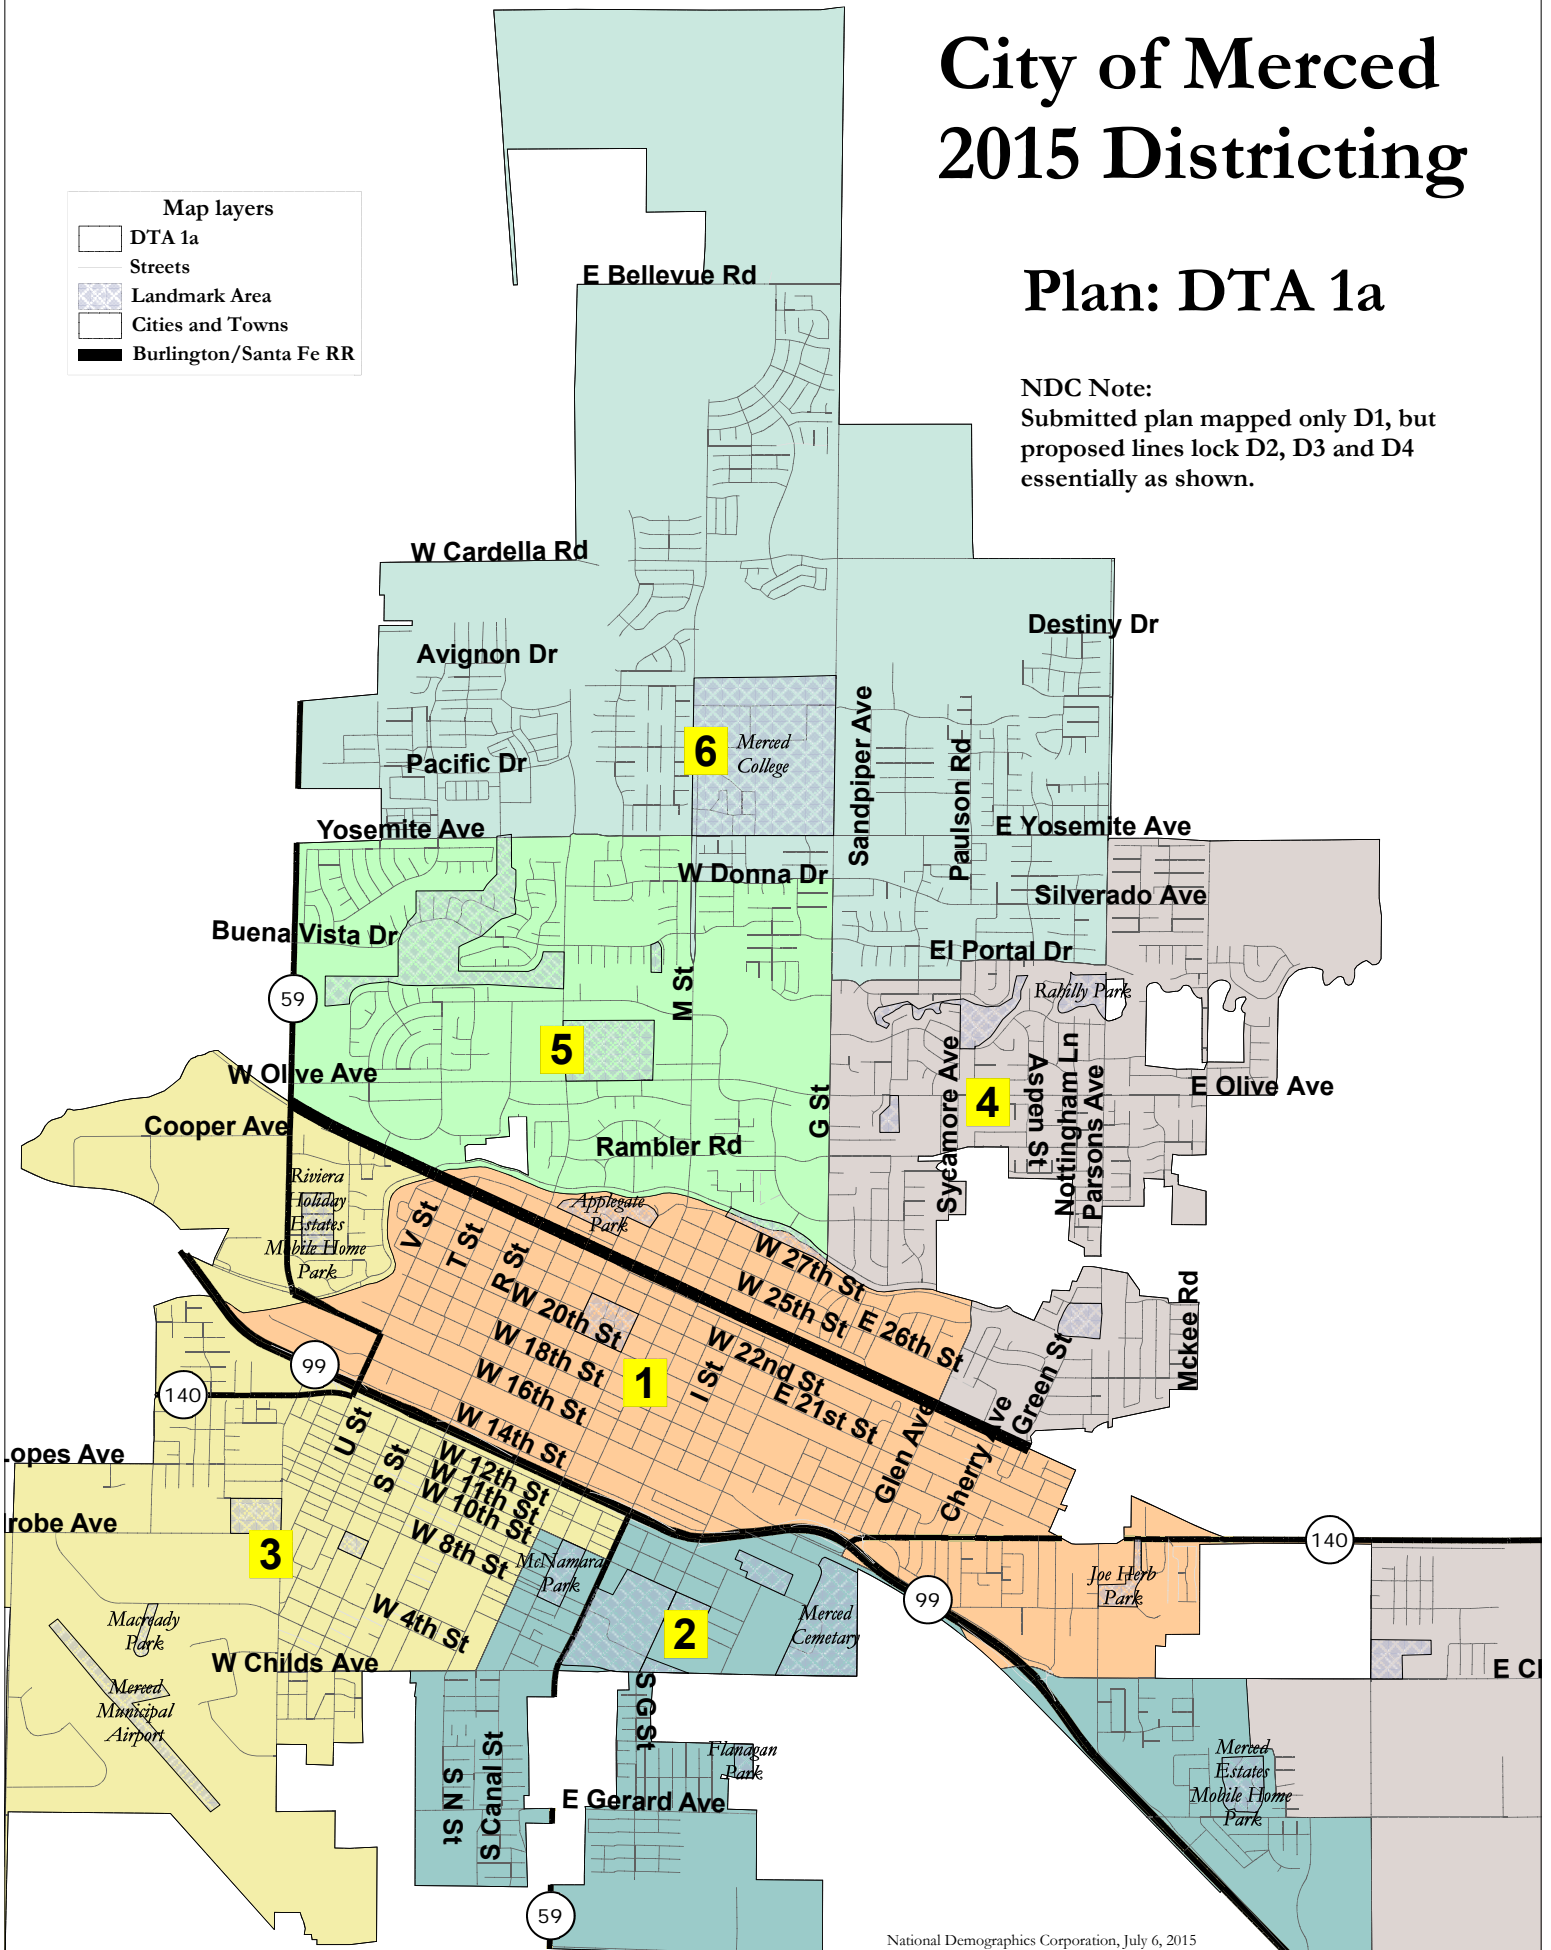 City of Merced
2015 Districting
Plan: DTA 1a
NDC Note:
Submitted plan mapped only D1, but
proposed lines lock D2, D3 and D4
essentially as shown.
Map layers
DTA 1a
Streets
Landmark Area
Cities and Towns
Burlington/Santa Fe RR
E Bellevue Rd
W Cardella Rd
Destiny Dr
Avignon Dr
Sandpiper Ave
Paulson Rd
6
Merced
College
Pacific Dr
Yosemite Ave
E Yosemite Ave
W Donna Dr
Silverado Ave
Buena Vista Dr
El Portal Dr
M St
Rahilly Park
59
5
W Olive Ave
G St
Sycamore Ave
4
Aspen St
Nottingham Ln
Parsons Ave
E Olive Ave
Cooper Ave
Rambler Rd
Riviera
Holiday
Estates
Mobile Home
Park
V St
T St
R St
Applegate
Park
W 27th St
W 25th St
E 26th St
W 20th St
W 18th St
W 16th St
W 14th St
W 22nd St
E 21st St
I St
1
Mckee Rd
Green St
Glen Ave
Cherry Ave
99
140
U St
S St
W 12th St
W 11th St
W 10th St
W 8th St
W 4th St
Lopes Ave
robe Ave
3
McNamara
Park
140
Joe Herb
Park
99
Macready
Park
2
Merced
Cemetary
W Childs Ave
Merced
Municipal
Airport
S G St
E Cl
Flanagan
Park
S N St
S Canal St
E Gerard Ave
Merced
Estates
Mobile Home
Park
59
National Demographics Corporation, July 6, 2015